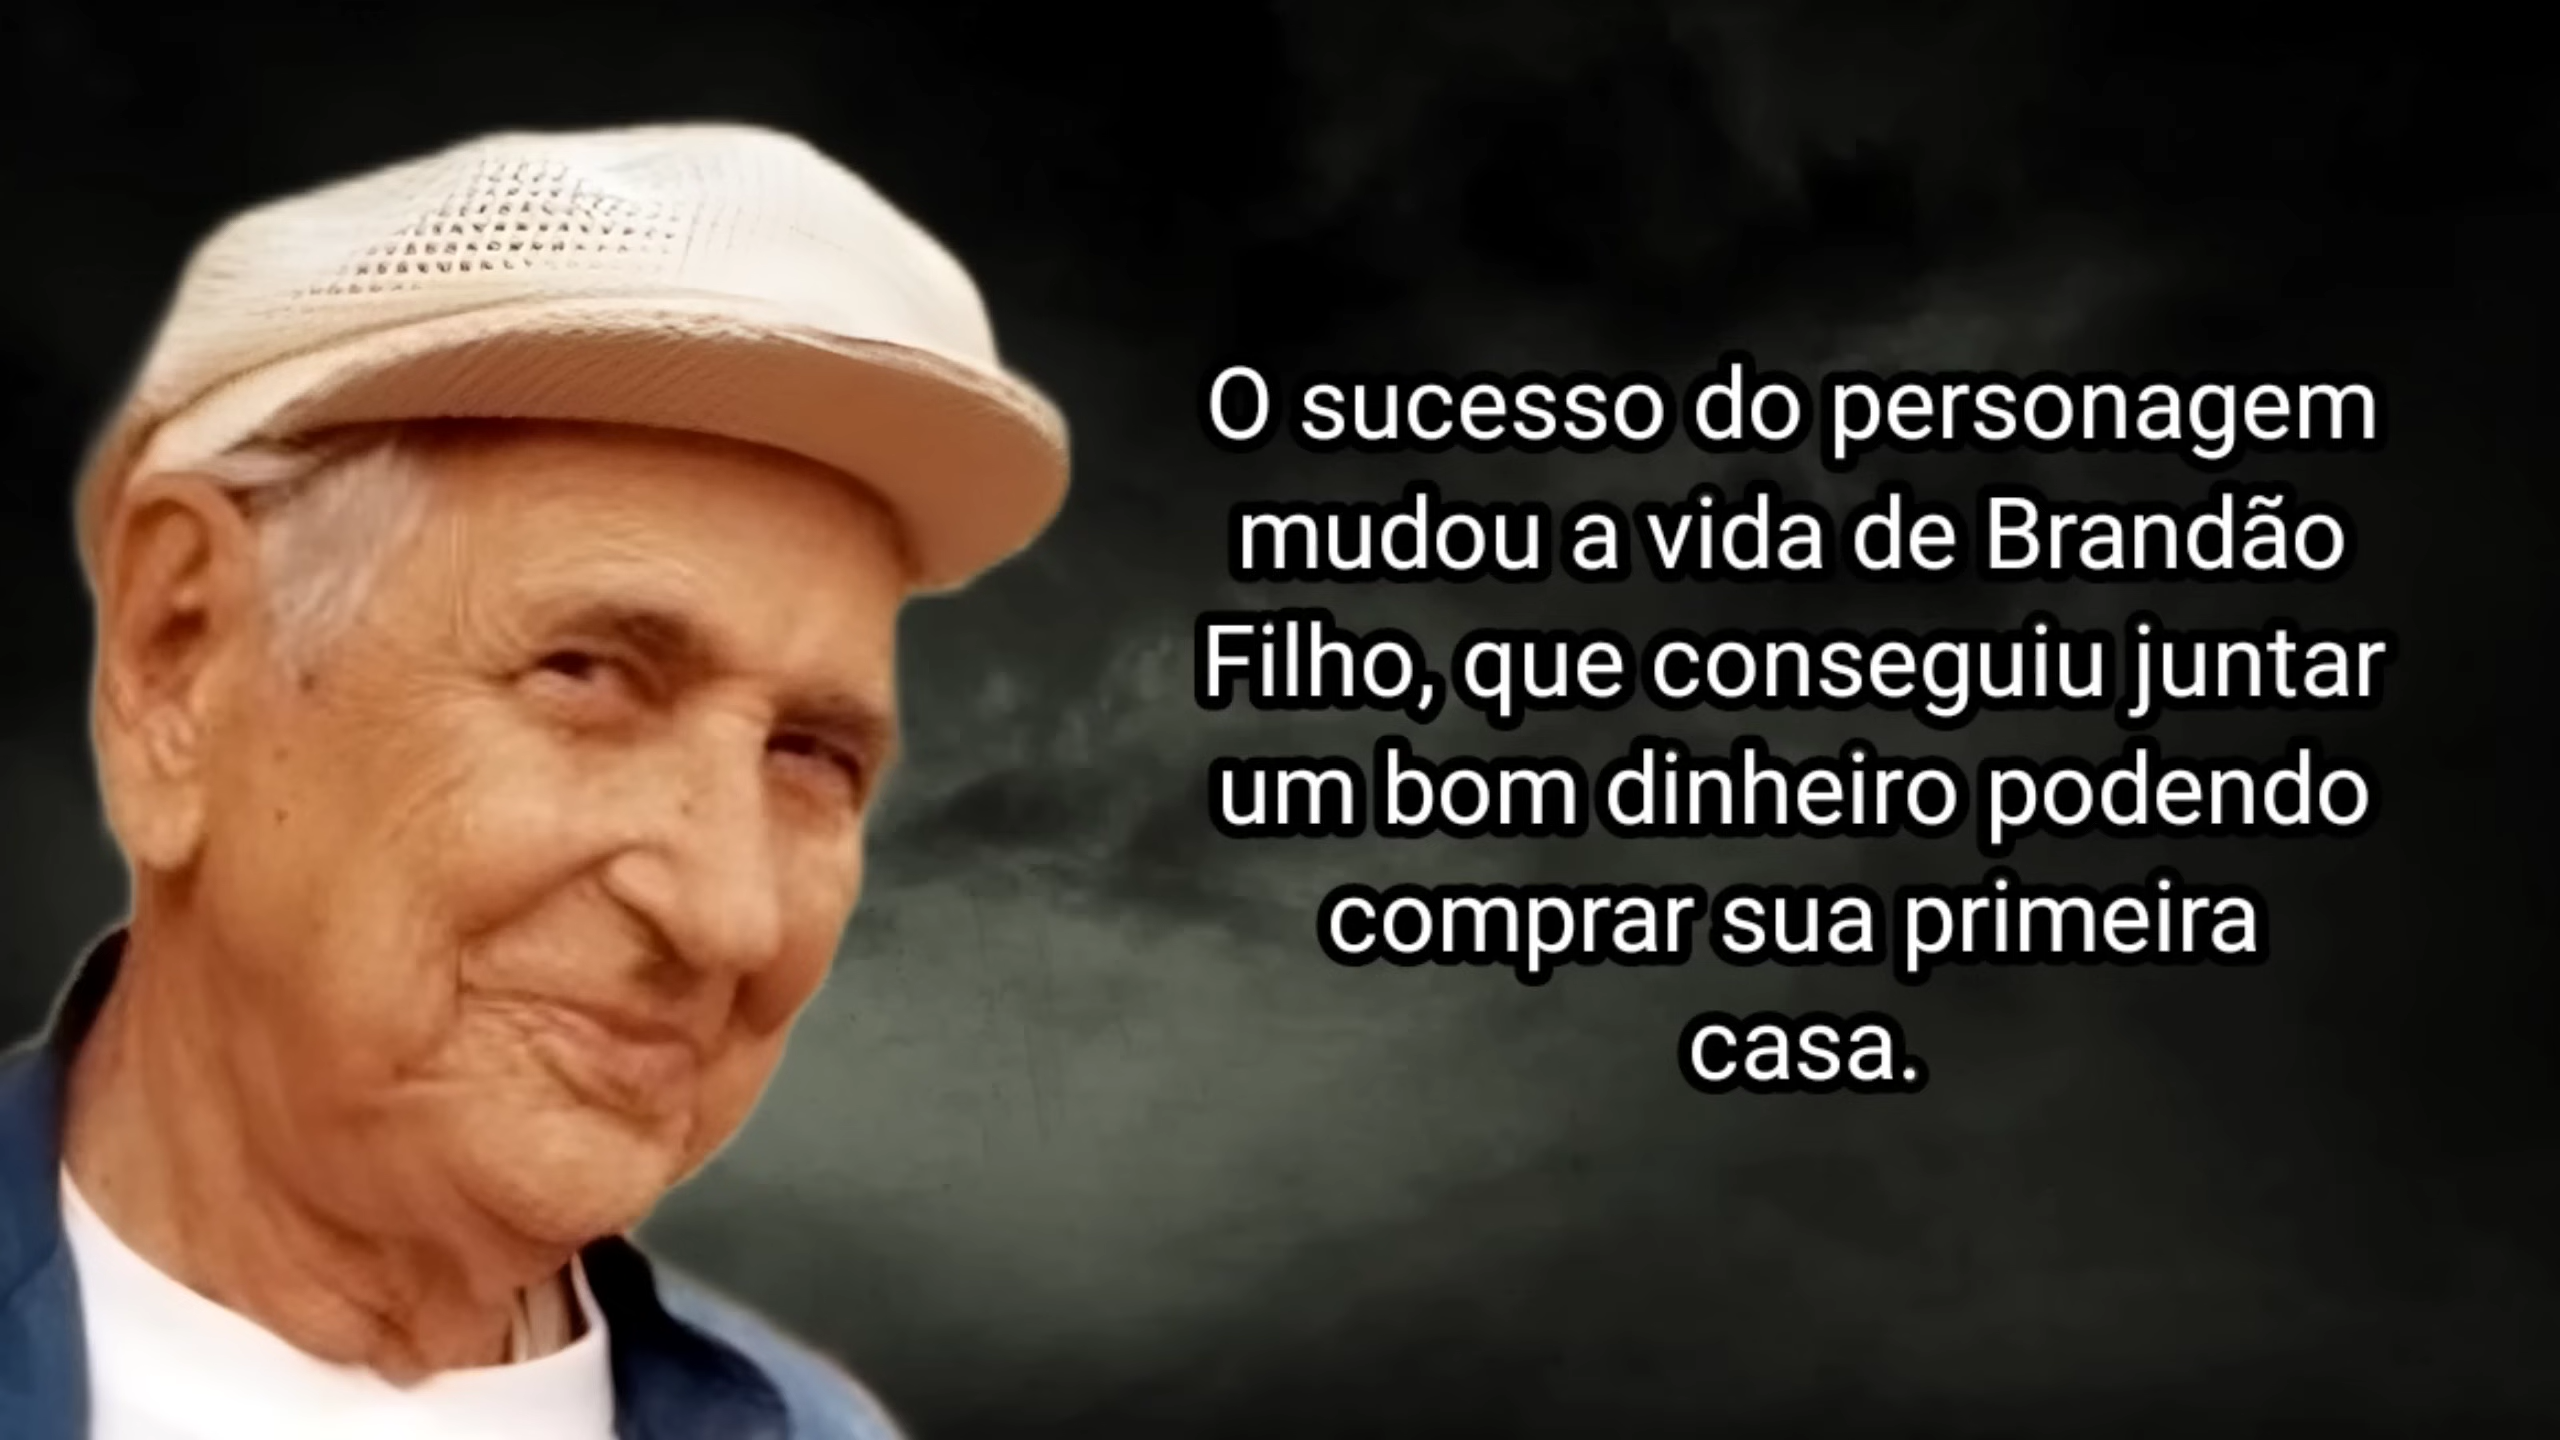 O sucesso do personagem
mudou a vida de Brandão
Filho, que conseguiu juntar
um bom dinheiro podendo
comprar sua primeira
casa.